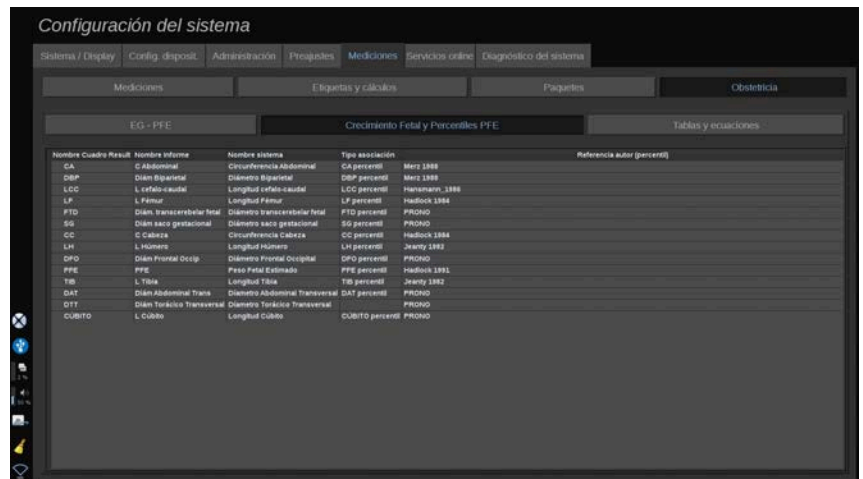 Configuración del sistema
Sistema / Display Config. disposit. Administración Preajustes Mediciones Servicios online Diagnóstico del sistema
Mediciones Etiquetas y cálculos Paquetes Obstetricia
EG - PFE Crecimiento Fetal y Percentiles PFE Tablas y ecuaciones
Nombre Cuadro Result Nombre Informe Nombre sistema Tipo asociación Referencia autor (percentil)
CA C Abdominal Circunferencia Abdominal CA percentil Merz 1988
DBP Diám Biparietal Diámetro Biparietal DBP percentil Merz 1988
LCC L cefalo-caudal Longitud cefalo-caudal LCC percentil Hansmann_1986
LF L Fémur Longitud Fémur LF percentil Hadlock 1984
FTD Diám. transcerebelar fetal Diámetro transcerebelar fetal FTD percentil PRONO
SG Diám saco gestacional Diámetro saco gestacional SG percentil PRONO
CC C Cabeza Circunferencia Cabeza CC percentil Hadlock 1984
LH L Húmero Longitud Húmero LH percentil Jeanty 1982
DFO Diám Frontal Occip Diámetro Frontal Occipital DFO percentil PRONO
PFE PFE Peso Fetal Estimado PFE percentil Hadlock 1991
TIB L Tibia Longitud Tibia TIB percentil Jeanty 1982
DAT Diám Abdominal Trans Diametro Abdominal Transversal DAT percentil PRONO
DTT Diám Torácico Transversal Diametro Torácico Transversal PRONO
CÚBITO L Cúbito Longitud Cúbito CÚBITO percentil PRONO